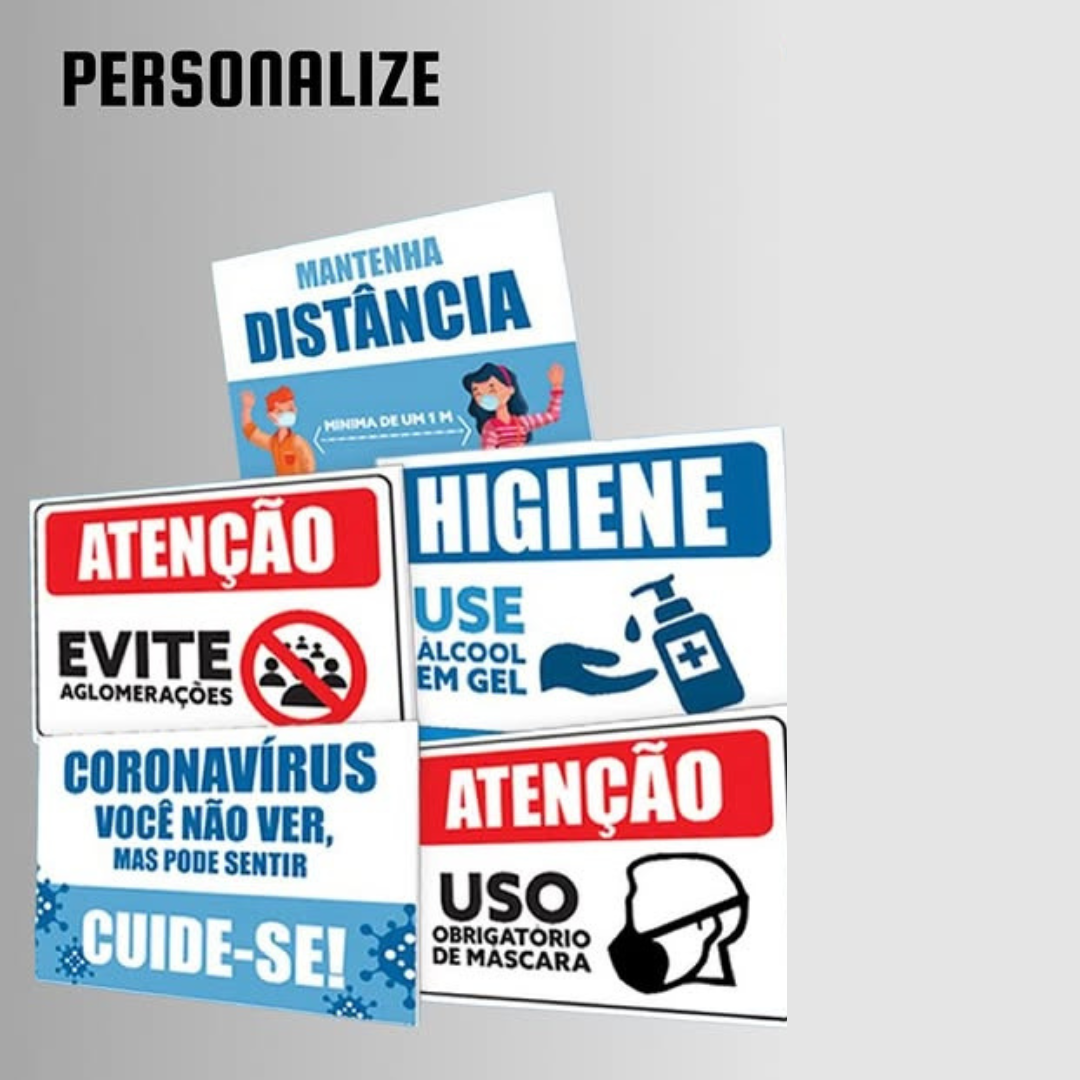 PERSONALIZE
MANTENHA
DISTÂNCIA
MINIMA DE UM 1 M
ATENÇÃO
EVITE
AGLOMERAÇÕES
HIGIENE
USE
ÁLCOOL
EM GEL
CORONAVÍRUS
VOCÊ NÃO VER,
MAS PODE SENTIR
CUIDE-SE!
ATENÇÃO
USO
OBRIGATÓRIO
DE MASCARA